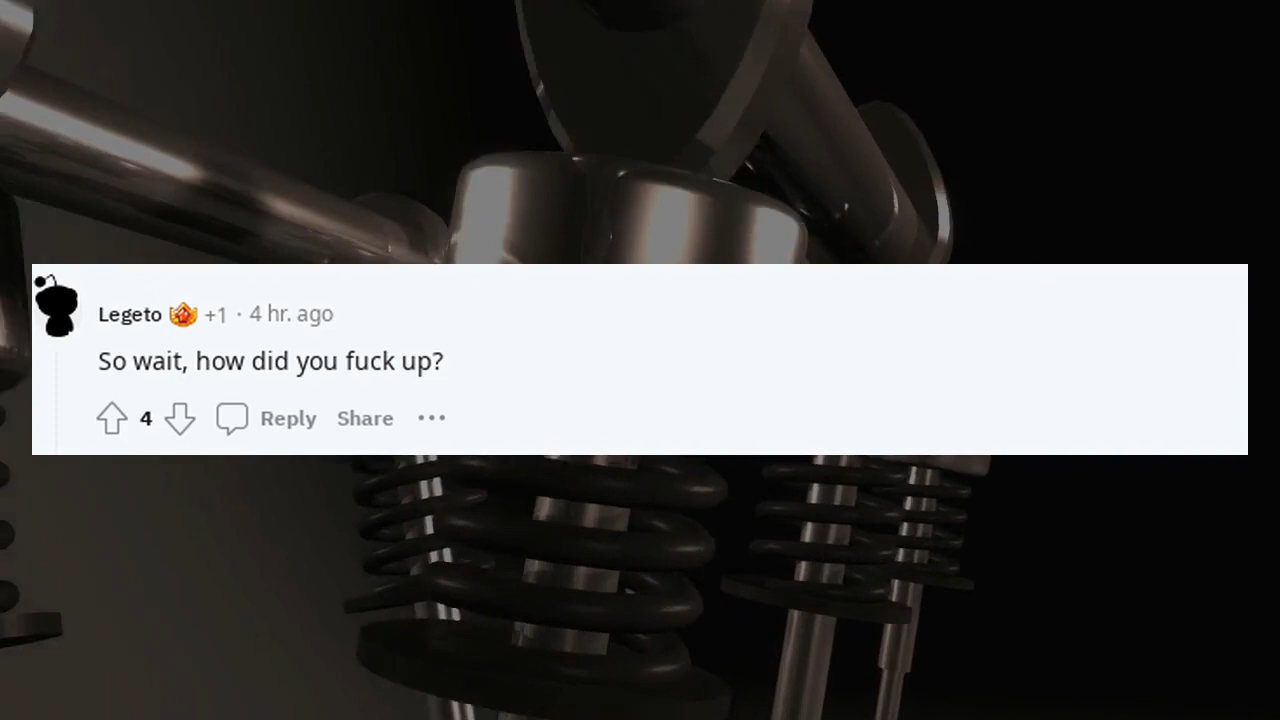 Legeto +1 · 4 hr. ago
So wait, how did you fuck up?
4 Reply Share ···